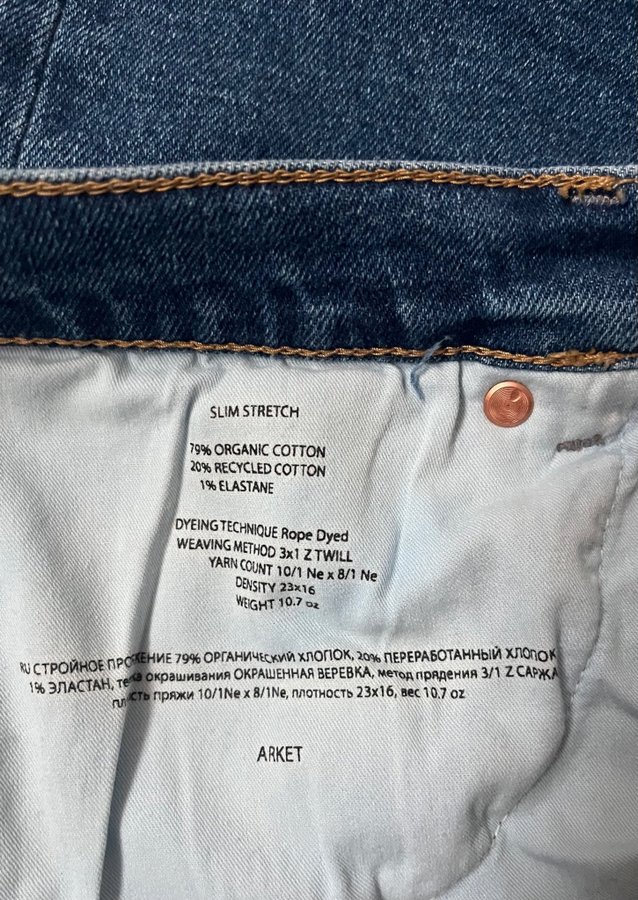 SLIM STRETCH
79% ORGANIC COTTON
20% RECYCLED COTTON
1% ELASTANE
DYEING TECHNIQUE Rope Dyed
WEAVING METHOD 3x1 Z TWILL
YARN COUNT 10/1 Ne x 8/1 Ne
DENSITY 23x16
WEIGHT 10.7 oz
RU СТРОЙНОЕ 79% ОРГАНИЧЕСКИЙ ХЛОПОК, 20% ПЕРЕРАБОТАННЫЙ ХЛОПОК
1% ЭЛАСТАН, окрашивания ОКРАШЕННАЯ ВЕРЕВКА, метод прядения 3/1 Z САРЖА
пряжи 10/1Ne x 8/1Ne, плотность 23x16, вес 10.7 oz
ARKET